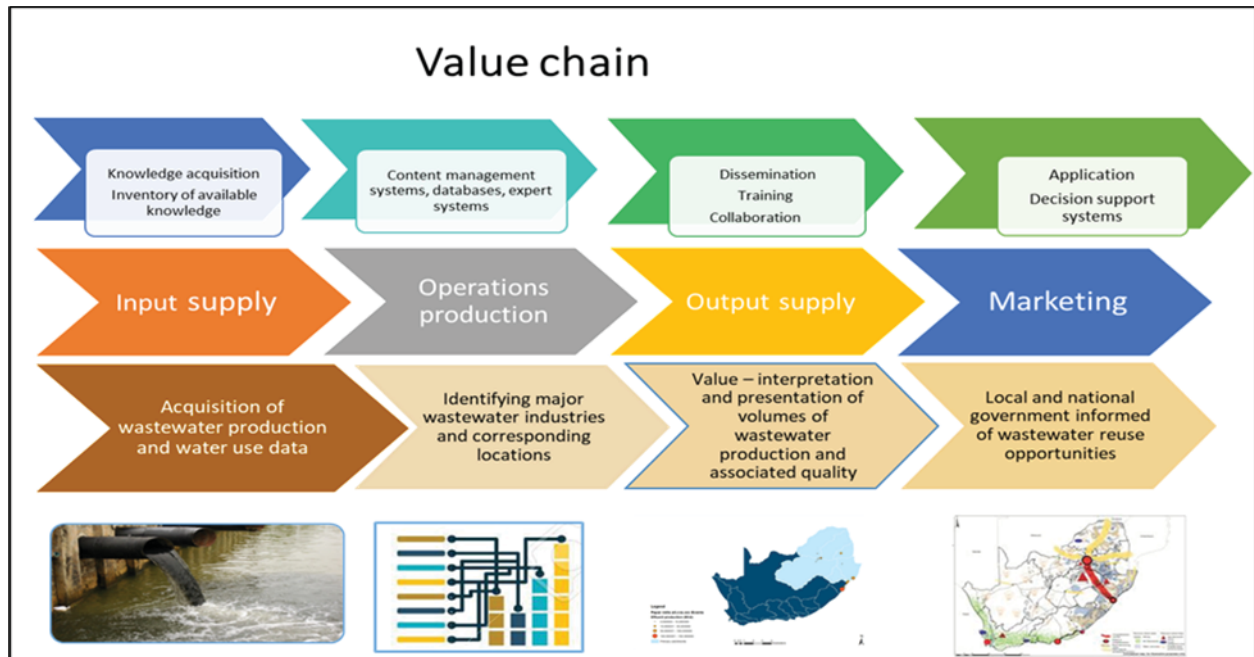 Value chain
Knowledge acquisition
Inventory of available
knowledge
Content management
systems, databases, expert
systems
Dissemination
Training
Collaboration
Application
Decision support
systems
Input supply
Operations
production
Output supply
Marketing
Acquisition of
wastewater production
and water use data
Identifying major
wastewater industries
and corresponding
locations
Value – interpretation
and presentation of
volumes of
wastewater
production and
associated quality
Local and national
government informed
of wastewater reuse
opportunities
Legend